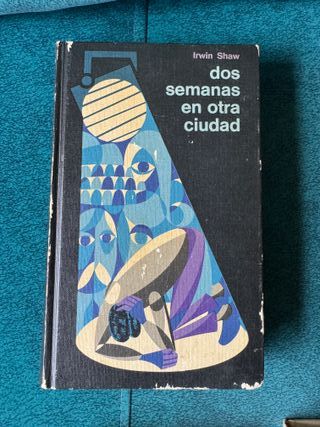 Irwin Shaw
dos
semanas
en otra
ciudad